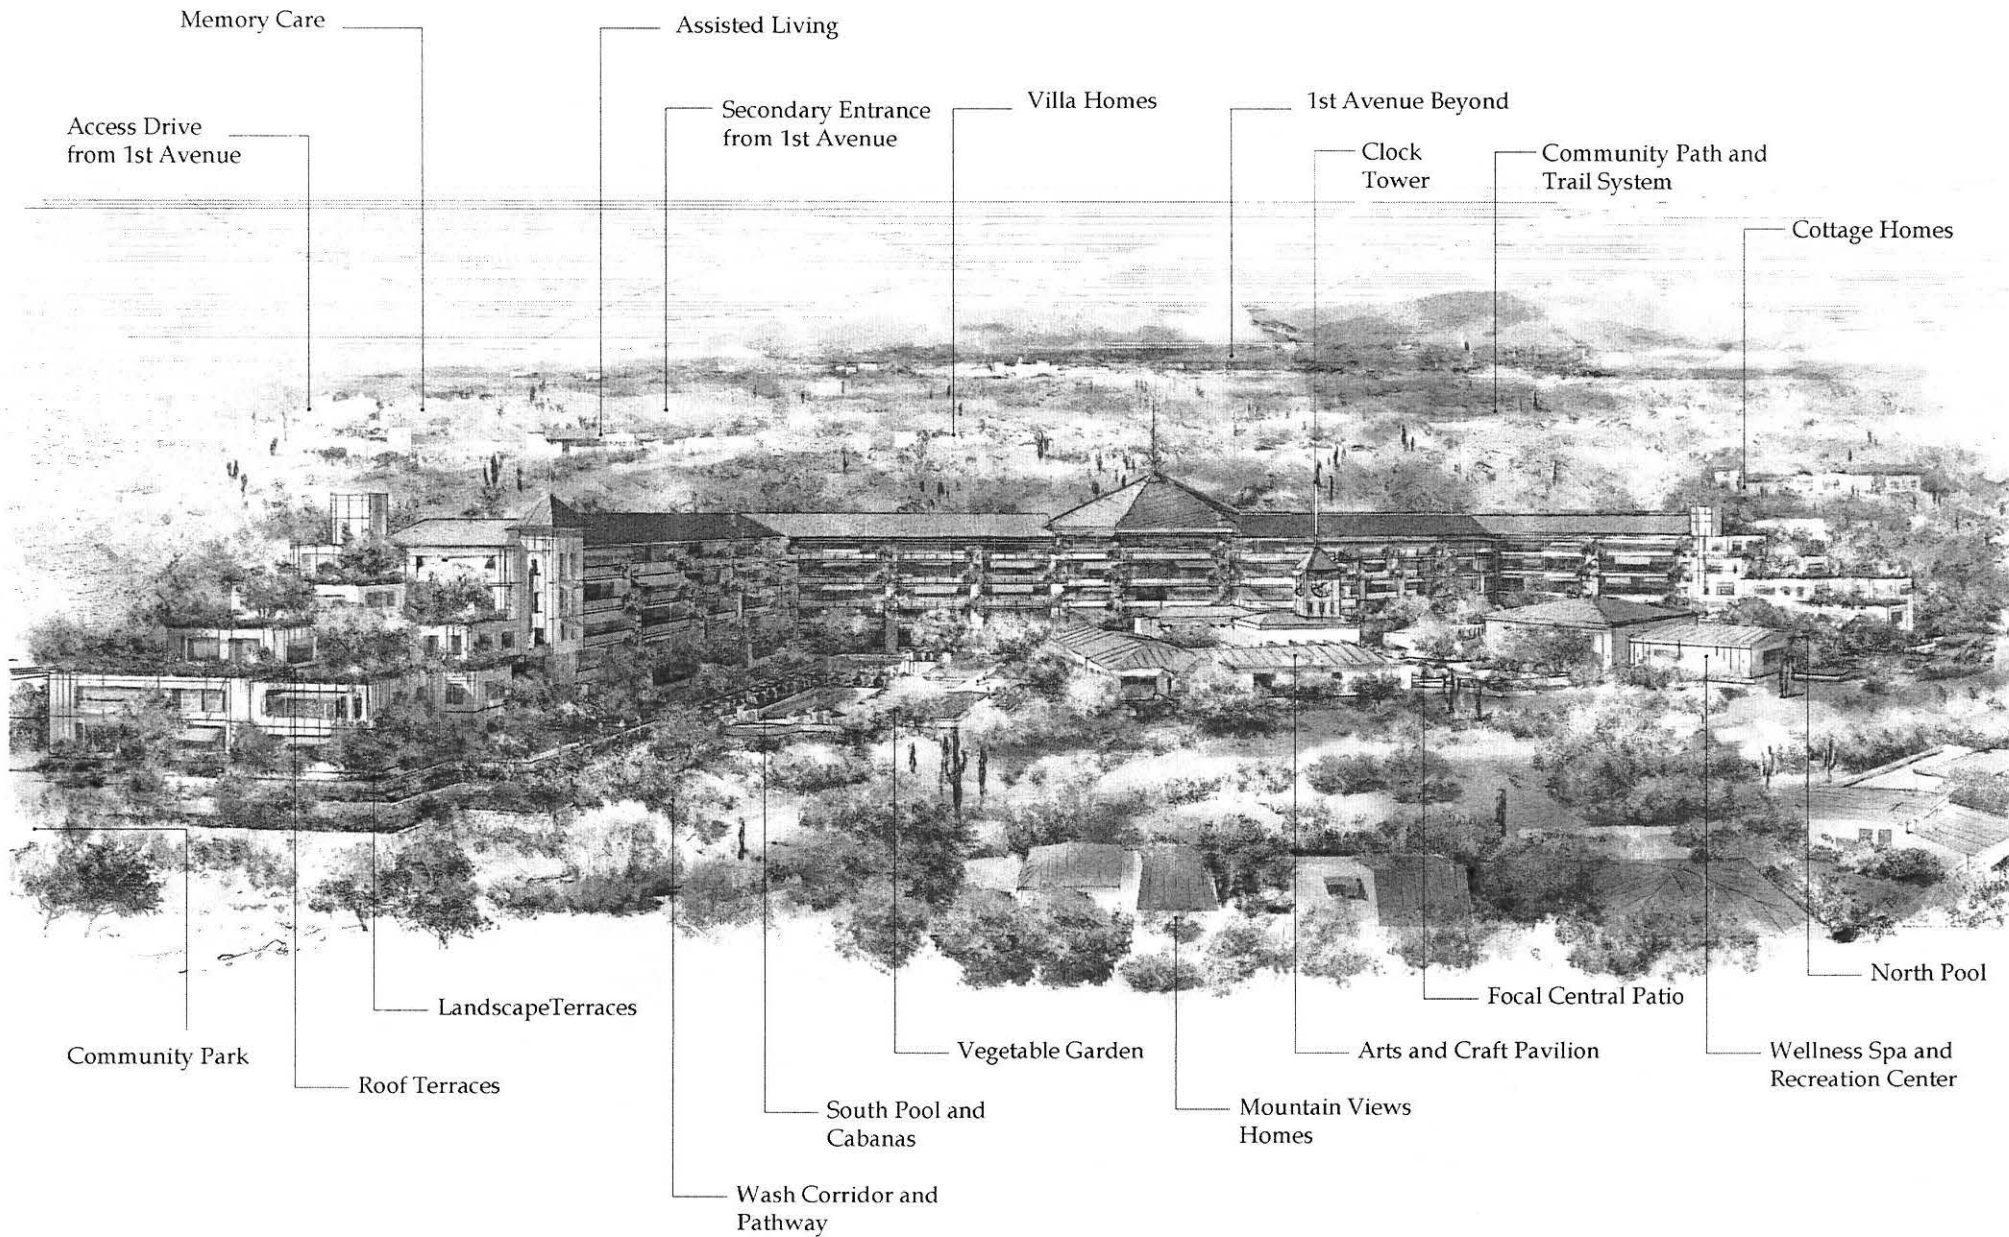 Memory Care
Assisted Living
Access Drive
from 1st Avenue
Secondary Entrance
from 1st Avenue
Villa Homes
1st Avenue Beyond
Clock
Tower
Community Path and
Trail System
Cottage Homes
North Pool
Focal Central Patio
LandscapeTerraces
Community Park
Roof Terraces
Vegetable Garden
Arts and Craft Pavilion
Wellness Spa and
Recreation Center
South Pool and
Cabanas
Mountain Views
Homes
Wash Corridor and
Pathway